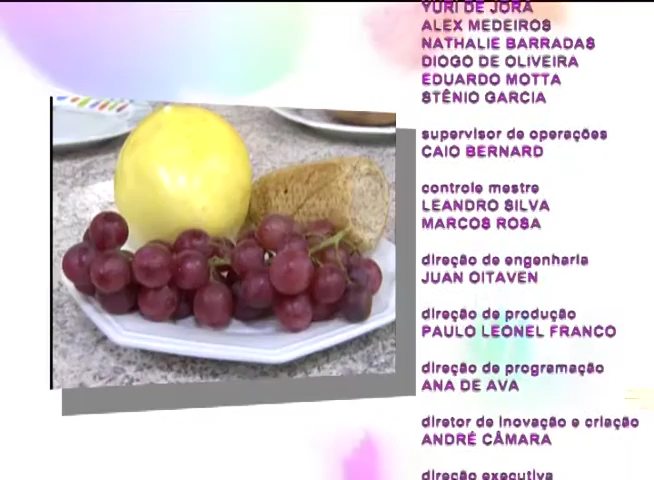 YURI DE JORA
ALEX MEDEIROS
NATHALIE BARRADAS
DIOGO DE OLIVEIRA
EDUARDO MOTTA
STÊNIO GARCIA
supervisor de operações
CAIO BERNARD
controle mestre
LEANDRO SILVA
MARCOS ROSA
direção de engenharia
JUAN OITAVEN
direção de produção
PAULO LEONEL FRANCO
direção de programação
ANA DE AVA
diretor de inovação e criação
ANDRÉ CÂMARA
direção executiva